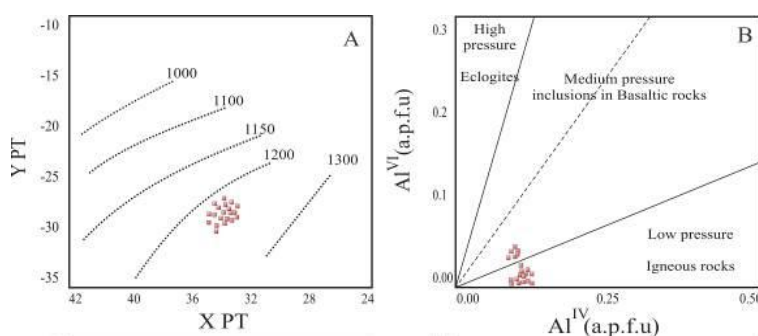 A
-10
-15
-20
-25
-30
-35
Y PT
1000
1100
1150
1200
1300
42
40
36
32
28
24
X PT
B
0.3
0.2
0.1
0.00
Al^VI(a.p.f.u)
High
pressure
Eclogites
Medium pressure
inclusions in Basaltic rocks
Low pressure
Igneous rocks
0.00
0.25
0.50
Al^IV(a.p.f.u)